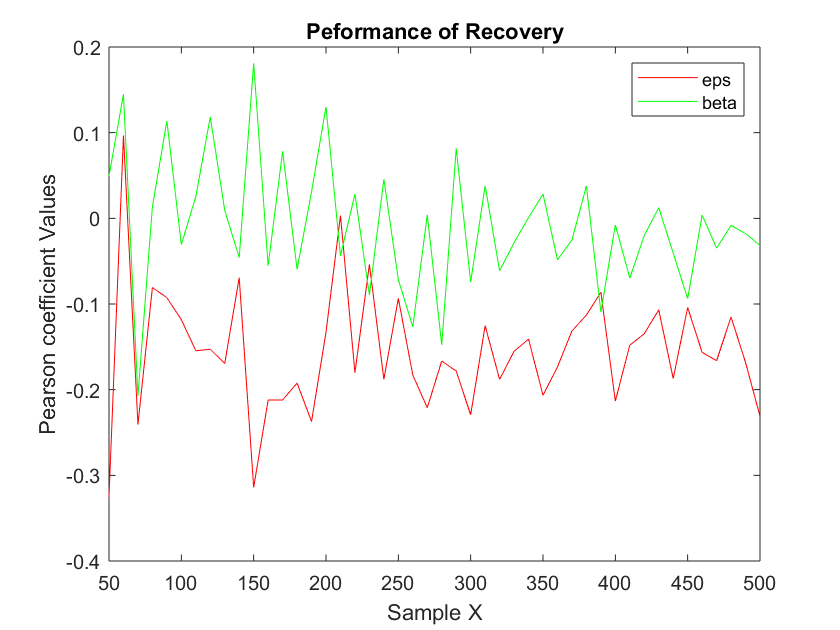 Peformance of Recovery
eps
beta
Pearson coefficient Values
0.2
0.1
0
-0.1
-0.2
-0.3
-0.4
50 100 150 200 250 300 350 400 450 500
Sample X